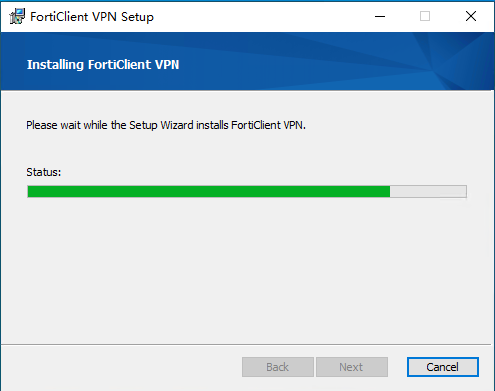 FortiClient VPN Setup
Installing FortiClient VPN
Please wait while the Setup Wizard installs FortiClient VPN.
Status:
Back
Next
Cancel